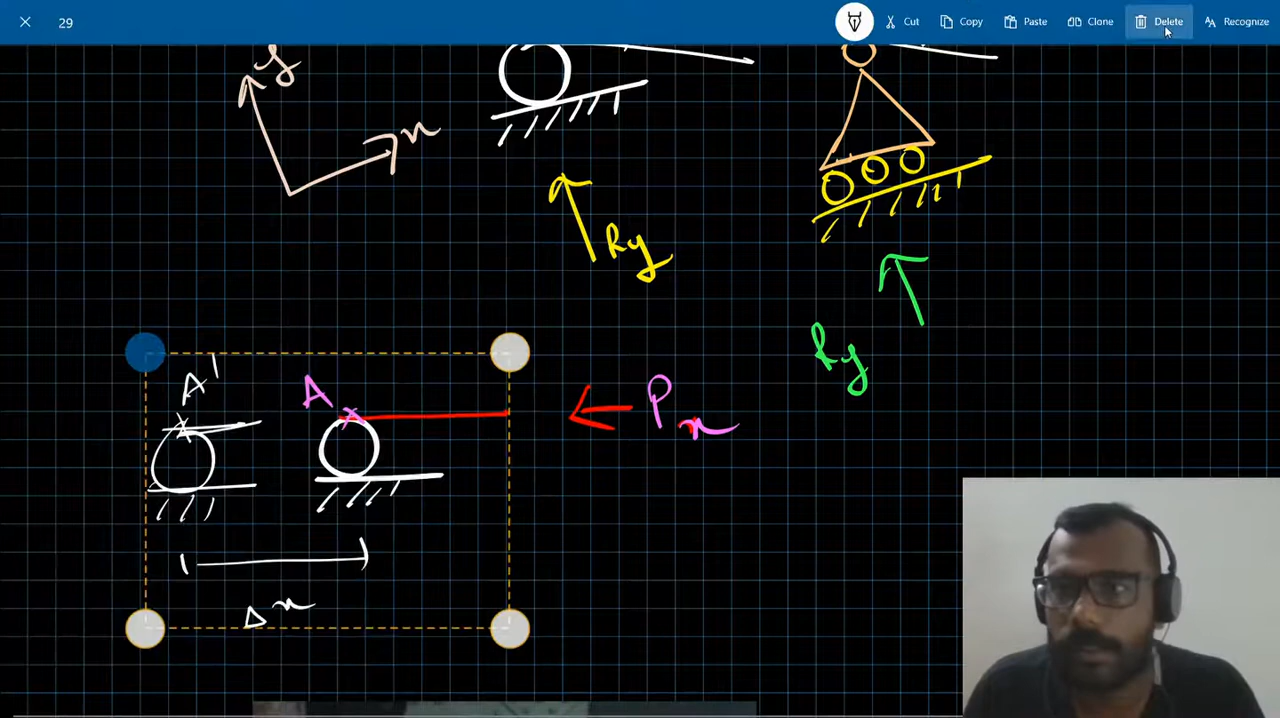 29 Cut Copy Paste Clone Delete Recognize
y
x
Ry
Ry
A'
A
Px
Δx